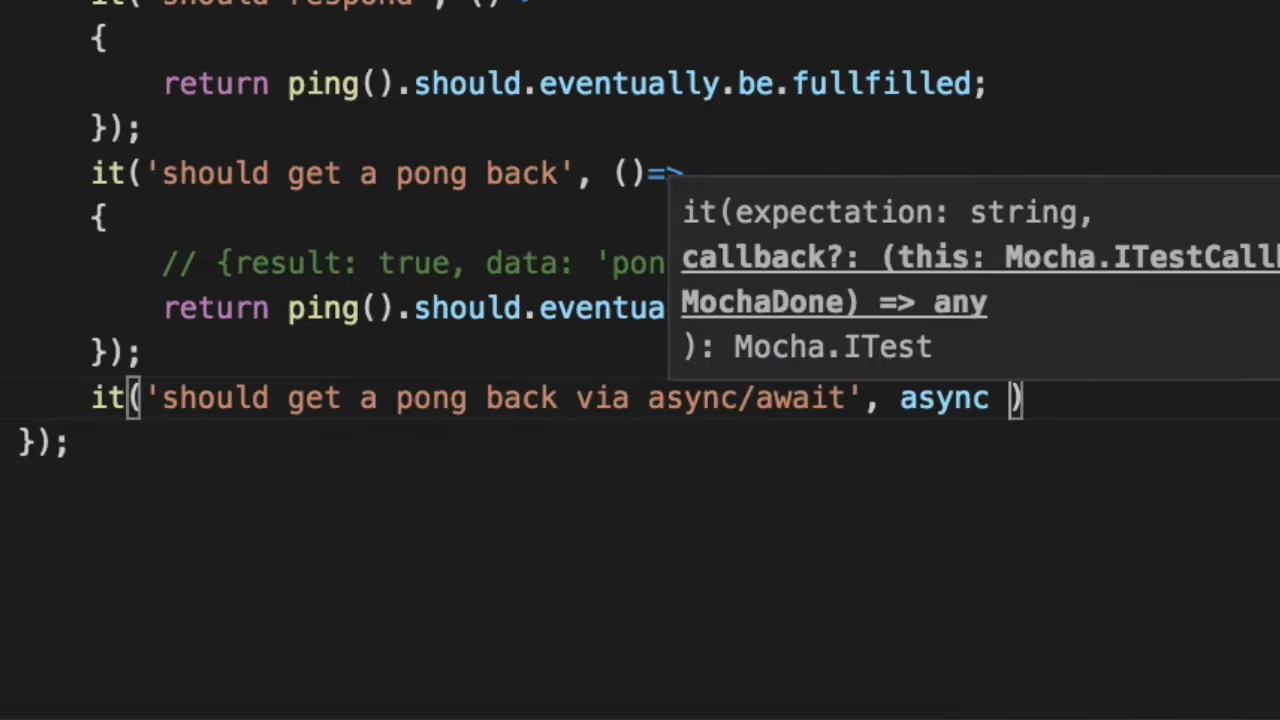 it('should respond', ()=>
{
return ping().should.eventually.be.fullfilled;
});
it('should get a pong back', ()=>
{
// {result: true, data: 'pon
return ping().should.eventua
});
it('should get a pong back via async/await', async )
});
it(expectation: string,
callback?: (this: Mocha.ITestCall
MochaDone) => any
): Mocha.ITest